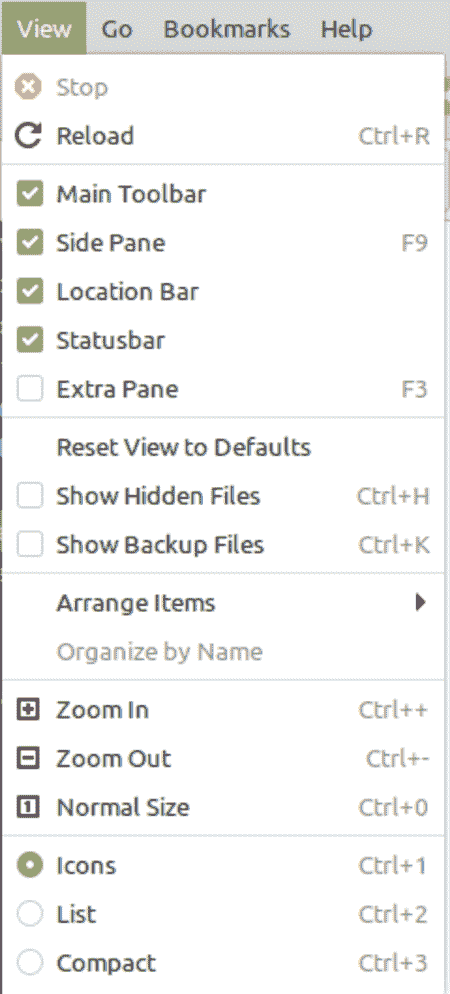 View Go Bookmarks Help
Stop
Reload Ctrl+R
Main Toolbar
Side Pane F9
Location Bar
Statusbar
Extra Pane F3
Reset View to Defaults
Show Hidden Files Ctrl+H
Show Backup Files Ctrl+K
Arrange Items
Organize by Name
Zoom In Ctrl++
Zoom Out Ctrl+-
Normal Size Ctrl+0
Icons Ctrl+1
List Ctrl+2
Compact Ctrl+3